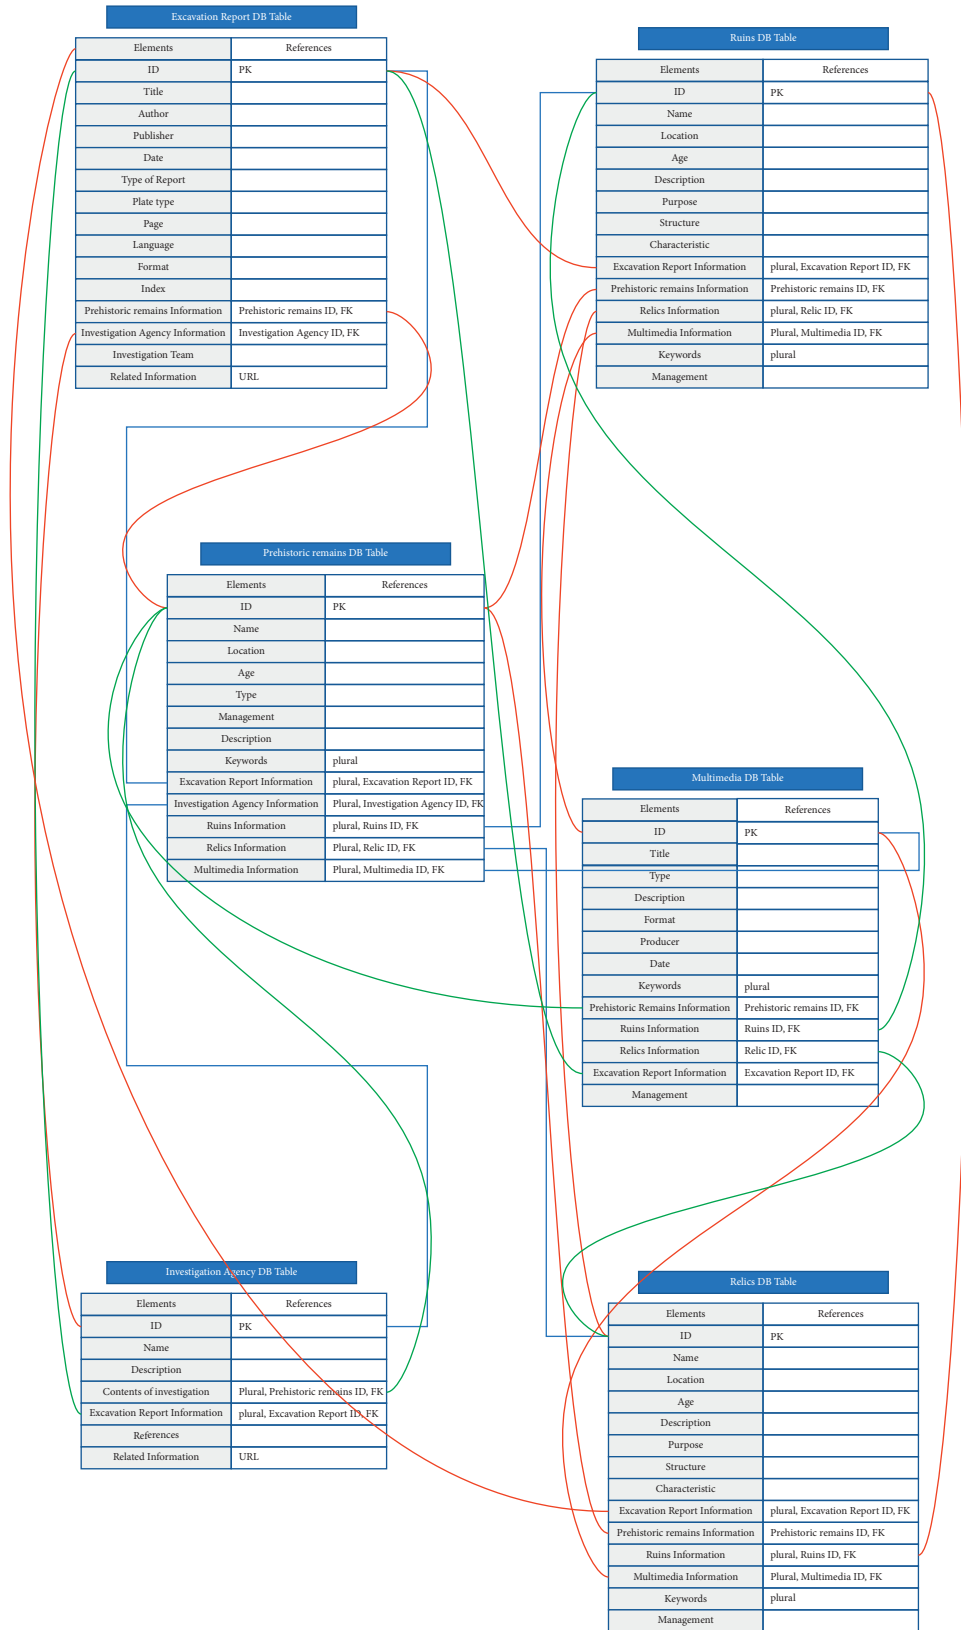 Excavation Report DB Table
Elements References
ID PK
Title
Author
Publisher
Date
Type of Report
Plate type
Page
Language
Format
Index
Prehistoric remains Information Prehistoric remains ID, FK
Investigation Agency Information Investigation Agency ID, FK
Investigation Team
Related Information URL
Ruins DB Table
Elements References
ID PK
Name
Location
Age
Description
Purpose
Structure
Characteristic
Excavation Report Information plural, Excavation Report ID, FK
Prehistoric remains Information Prehistoric remains ID, FK
Relics Information plural, Relic ID, FK
Multimedia Information Plural, Multimedia ID, FK
Keywords plural
Management
Prehistoric remains DB Table
Elements References
ID PK
Name
Location
Age
Type
Management
Description
Keywords plural
Excavation Report Information plural, Excavation Report ID, FK
Investigation Agency Information Plural, Investigation Agency ID, FK
Ruins Information plural, Ruins ID, FK
Relics Information Plural, Relic ID, FK
Multimedia Information Plural, Multimedia ID, FK
Multimedia DB Table
Elements References
ID PK
Title
Type
Description
Format
Producer
Date
Keywords plural
Prehistoric Remains Information Prehistoric remains ID, FK
Ruins Information Ruins ID, FK
Relics Information Relic ID, FK
Excavation Report Information Excavation Report ID, FK
Management
Investigation Agency DB Table
Elements References
ID PK
Name
Description
Contents of investigation Plural, Prehistoric remains ID, FK
Excavation Report Information plural, Excavation Report ID, FK
References
Related Information URL
Relics DB Table
Elements References
ID PK
Name
Location
Age
Description
Purpose
Structure
Characteristic
Excavation Report Information plural, Excavation Report ID, FK
Prehistoric remains Information Prehistoric remains ID, FK
Ruins Information plural, Ruins ID, FK
Multimedia Information Plural, Multimedia ID, FK
Keywords plural
Management